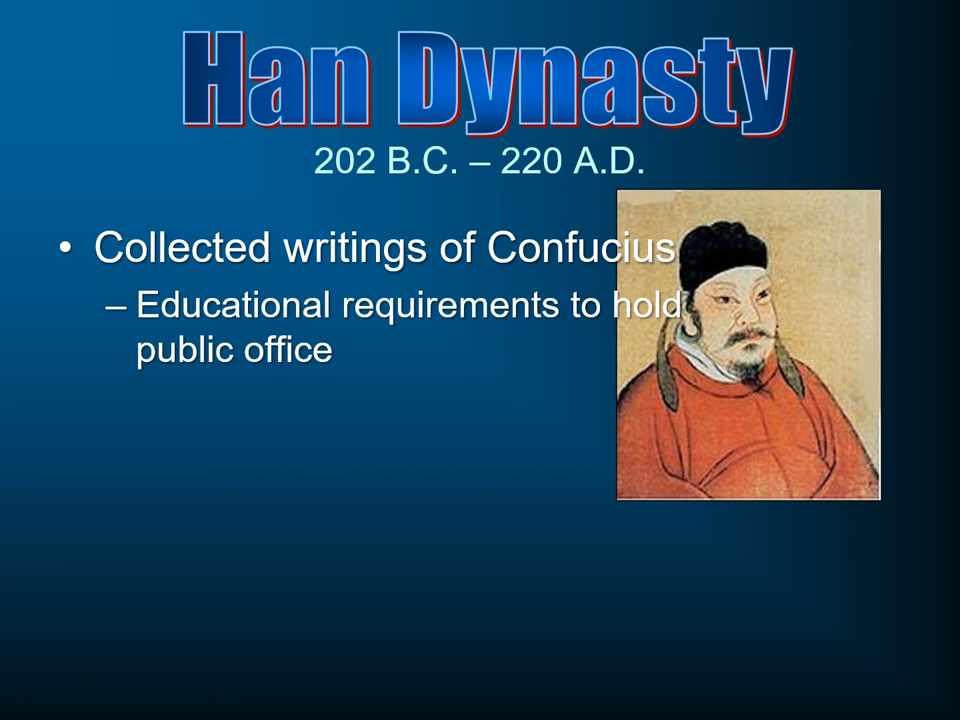 Han Dynasty
202 B.C. – 220 A.D.
• Collected writings of Confucius
– Educational requirements to hold
public office